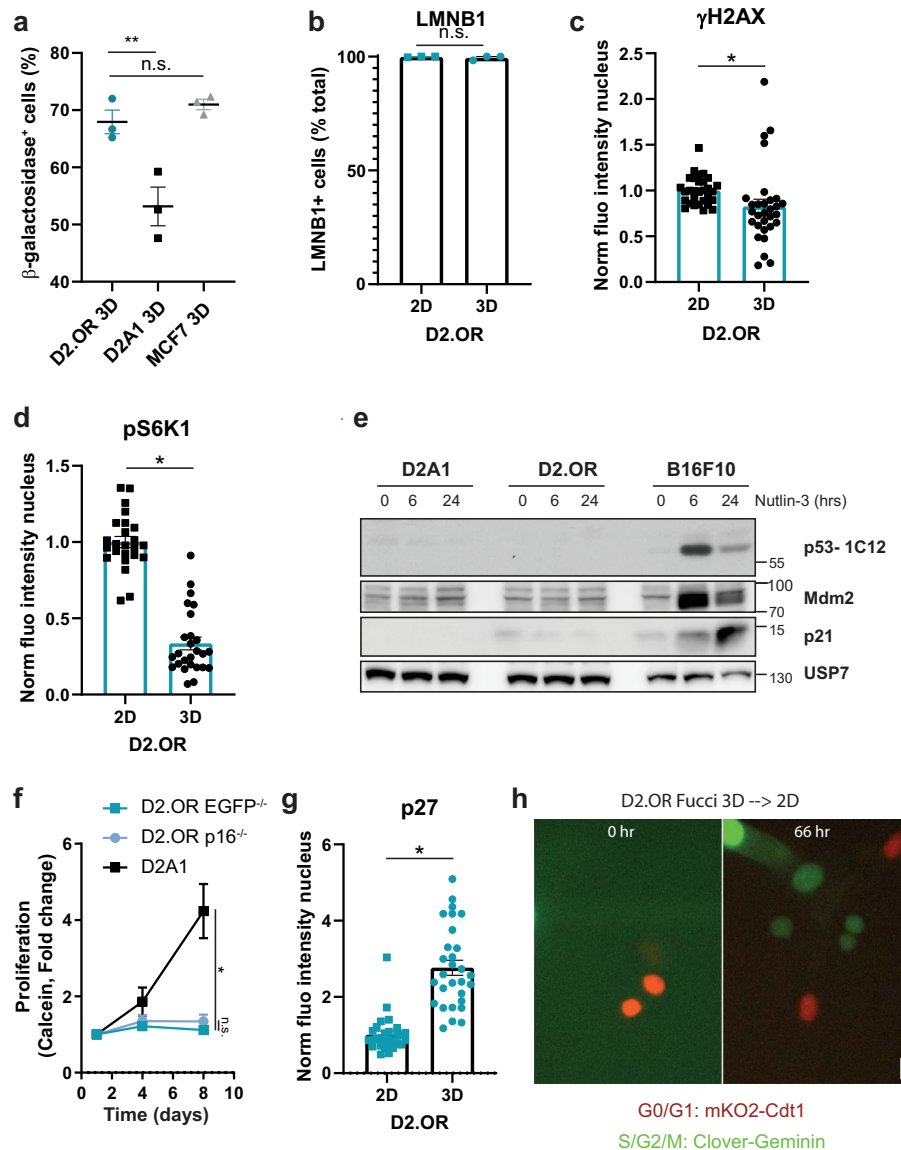 a
**
n.s.
β-galactosidase⁺ cells (%)
80
70
60
50
40
D2.OR 3D
D2A1 3D
MCF7 3D
b
LMNB1
n.s.
LMNB1+ cells (% total)
100
50
0
2D 3D
D2.OR
c
γH2AX
*
Norm fluo intensity nucleus
2.5
2.0
1.5
1.0
0.5
0.0
2D 3D
D2.OR
d
pS6K1
*
Norm fluo intensity nucleus
1.5
1.0
0.5
0.0
2D 3D
D2.OR
e
D2A1 D2.OR B16F10
0 6 24 0 6 24 0 6 24 Nutlin-3 (hrs)
p53- 1C12
55
100
Mdm2
70
15
p21
USP7
130
f
D2.OR EGFP⁻/⁻
D2.OR p16⁻/⁻
D2A1
Proliferation
(Calcein, Fold change)
6
4
2
0
*
n.s.
0 2 4 6 8 10
Time (days)
g
p27
*
Norm fluo intensity nucleus
6
4
2
0
2D 3D
D2.OR
h
D2.OR Fucci 3D --> 2D
0 hr 66 hr
G0/G1: mKO2-Cdt1
S/G2/M: Clover-Geminin